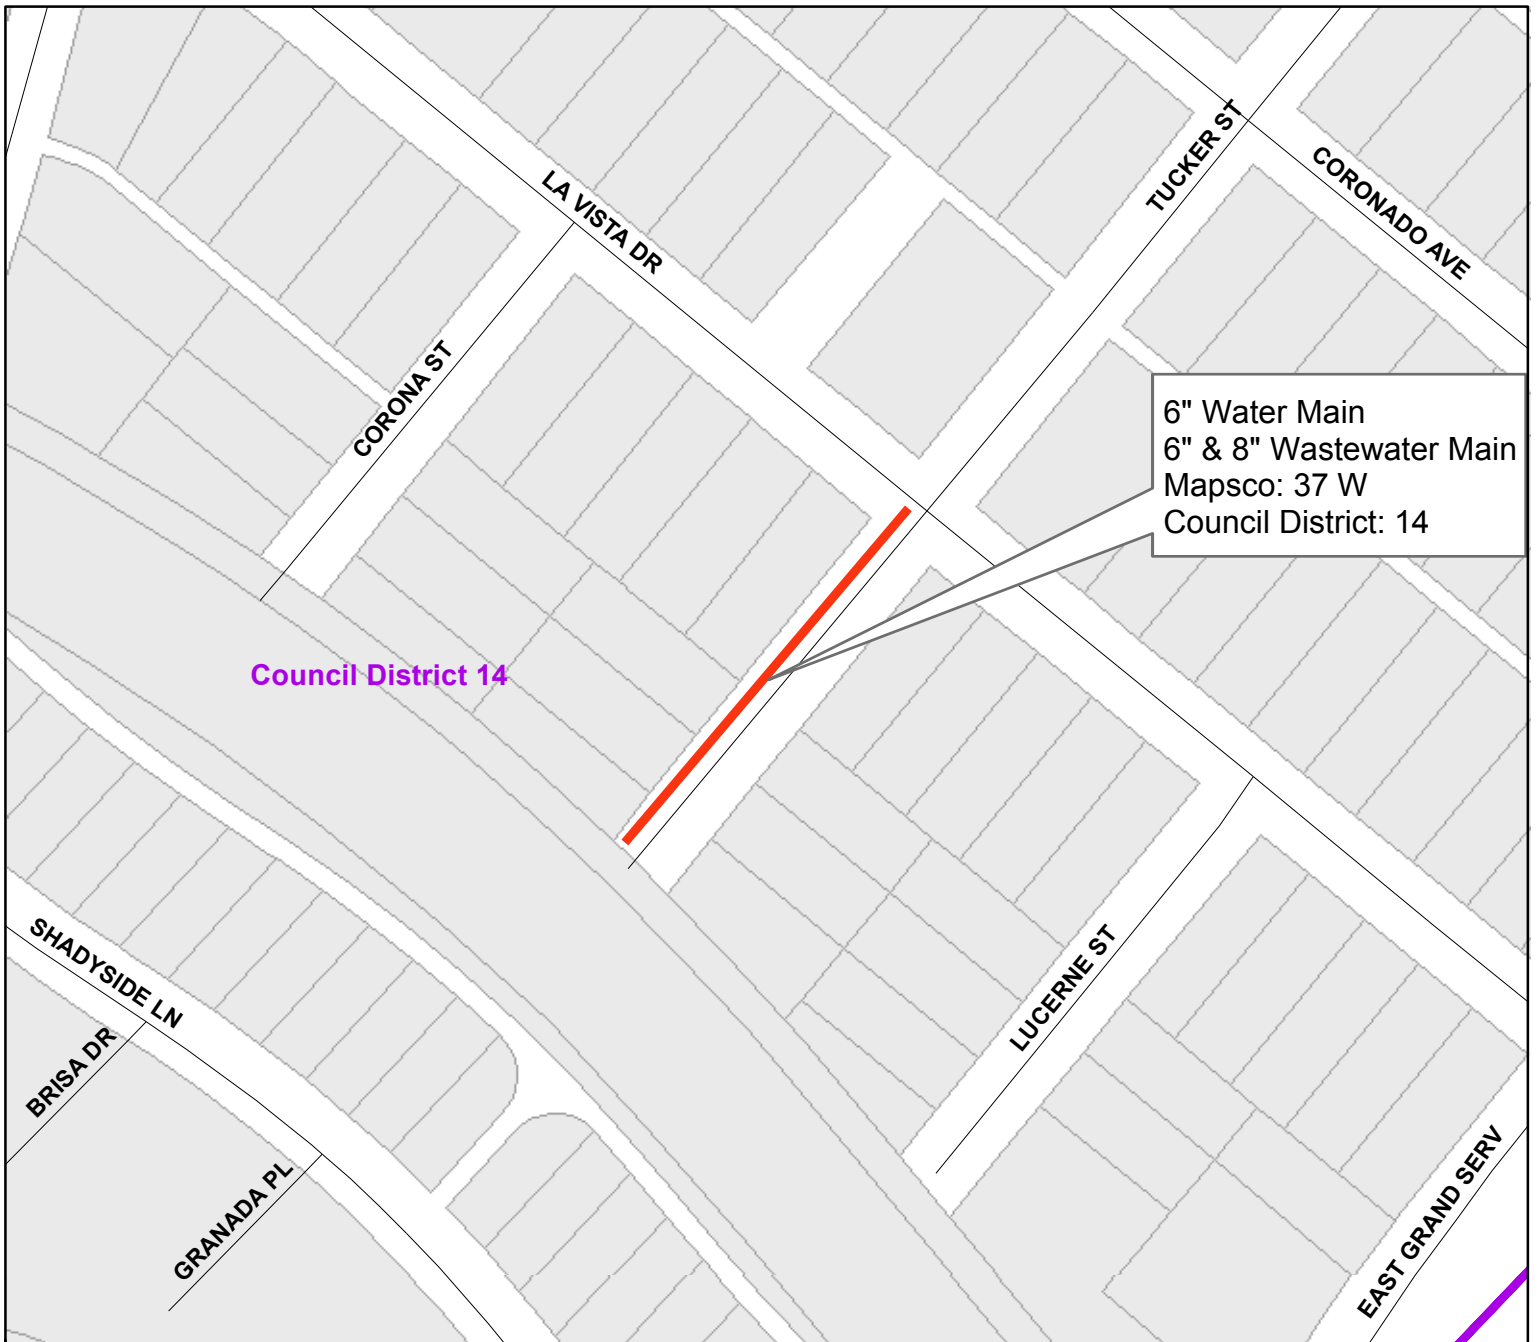 TUCKER ST
CORONADO AVE
LA VISTA DR
CORONA ST
6" Water Main
6" & 8" Wastewater Main
Mapsco: 37 W
Council District: 14
Council District 14
SHADYSIDE LN
LUCERNE ST
BRISA DR
GRANADA PL
EAST GRAND SERV